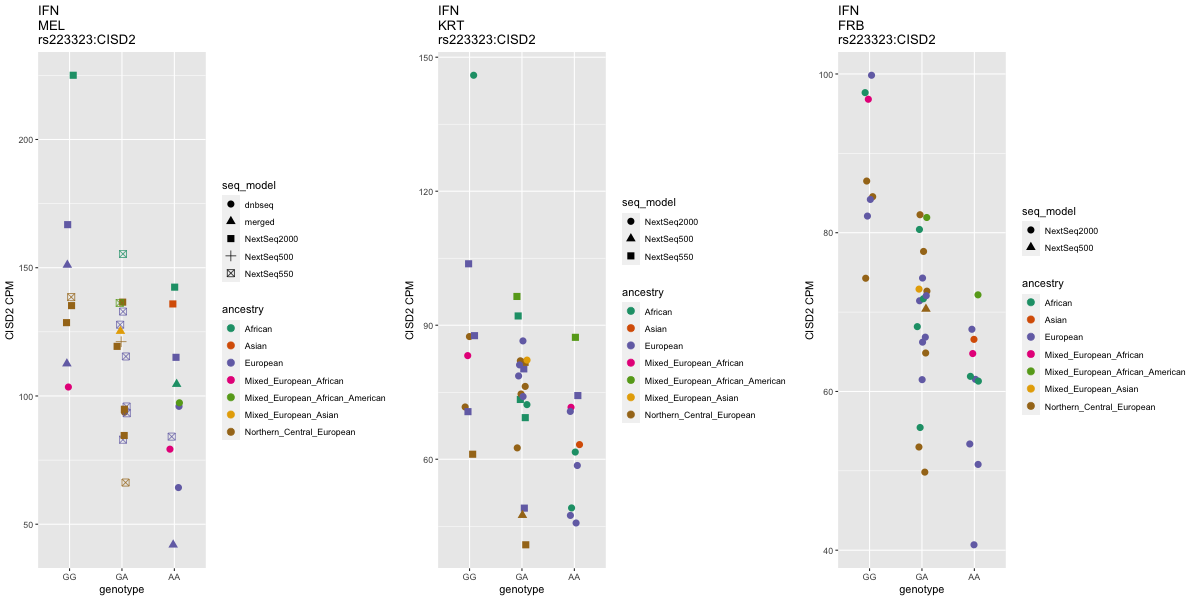 IFN
MEL
rs223323:CISD2
CISD2 CPM
200
150
100
50
GG
GA
AA
genotype
seq_model
dnbseq
merged
NextSeq2000
NextSeq500
NextSeq550
ancestry
African
Asian
European
Mixed_European_African
Mixed_European_African_American
Mixed_European_Asian
Northern_Central_European
IFN
KRT
rs223323:CISD2
CISD2 CPM
150
120
90
60
GG
GA
AA
genotype
seq_model
NextSeq2000
NextSeq500
NextSeq550
ancestry
African
Asian
European
Mixed_European_African
Mixed_European_African_American
Mixed_European_Asian
Northern_Central_European
IFN
FRB
rs223323:CISD2
CISD2 CPM
100
80
60
40
GG
GA
AA
genotype
seq_model
NextSeq2000
NextSeq500
ancestry
African
Asian
European
Mixed_European_African
Mixed_European_African_American
Mixed_European_Asian
Northern_Central_European